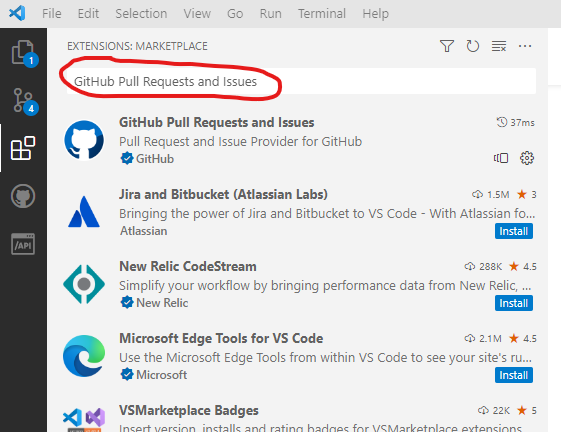 File Edit Selection View Go Run Terminal Help
EXTENSIONS: MARKETPLACE
1
GitHub Pull Requests and Issues
4
GitHub Pull Requests and Issues 37ms
Pull Request and Issue Provider for GitHub
GitHub
Jira and Bitbucket (Atlassian Labs) 1.5M 3
Bringing the power of Jira and Bitbucket to VS Code - With Atlassian fo...
Atlassian Install
/API
New Relic CodeStream 288K 4.5
Simplify your workflow by bringing performance data from New Relic, ...
New Relic Install
Microsoft Edge Tools for VS Code 2.1M 4.5
Use the Microsoft Edge Tools from within VS Code to see your site's ru...
Microsoft Install
VSMarketplace Badges 22K 5
Insert version, installs and rating badges for VSMarketplace extensions